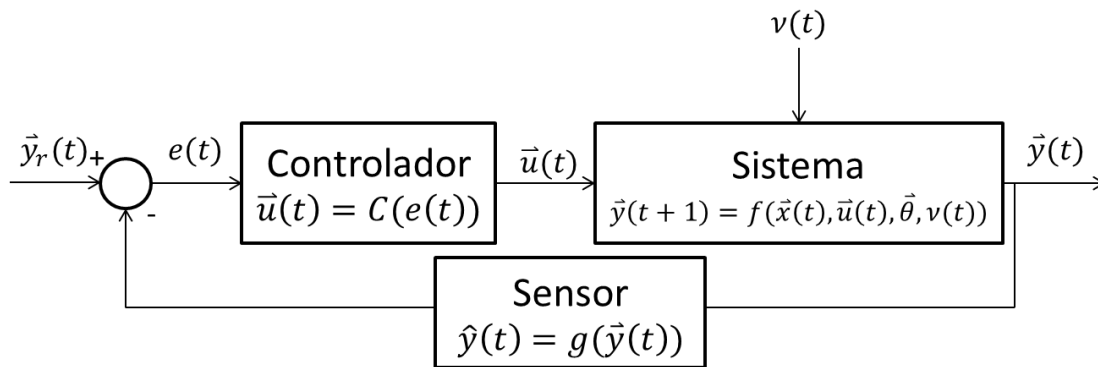 ν(t)
y⃗_r(t) + e(t)
-
Controlador
u⃗(t) = C(e(t))
u⃗(t)
Sistema
y⃗(t + 1) = f(x⃗(t), u⃗(t), θ⃗, ν(t))
y⃗(t)
Sensor
ŷ(t) = g(y⃗(t))